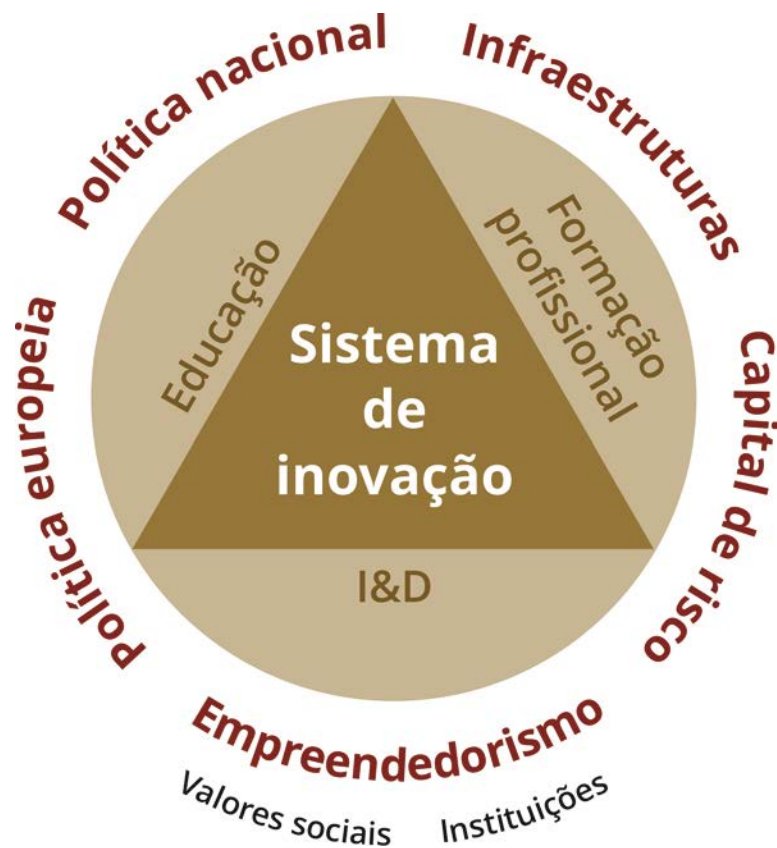 Política nacional
Infraestruturas
Educação
Formação
profissional
Sistema
de
inovação
Política europeia
Capital de risco
I&D
Empreendedorismo
Valores sociais
Instituições